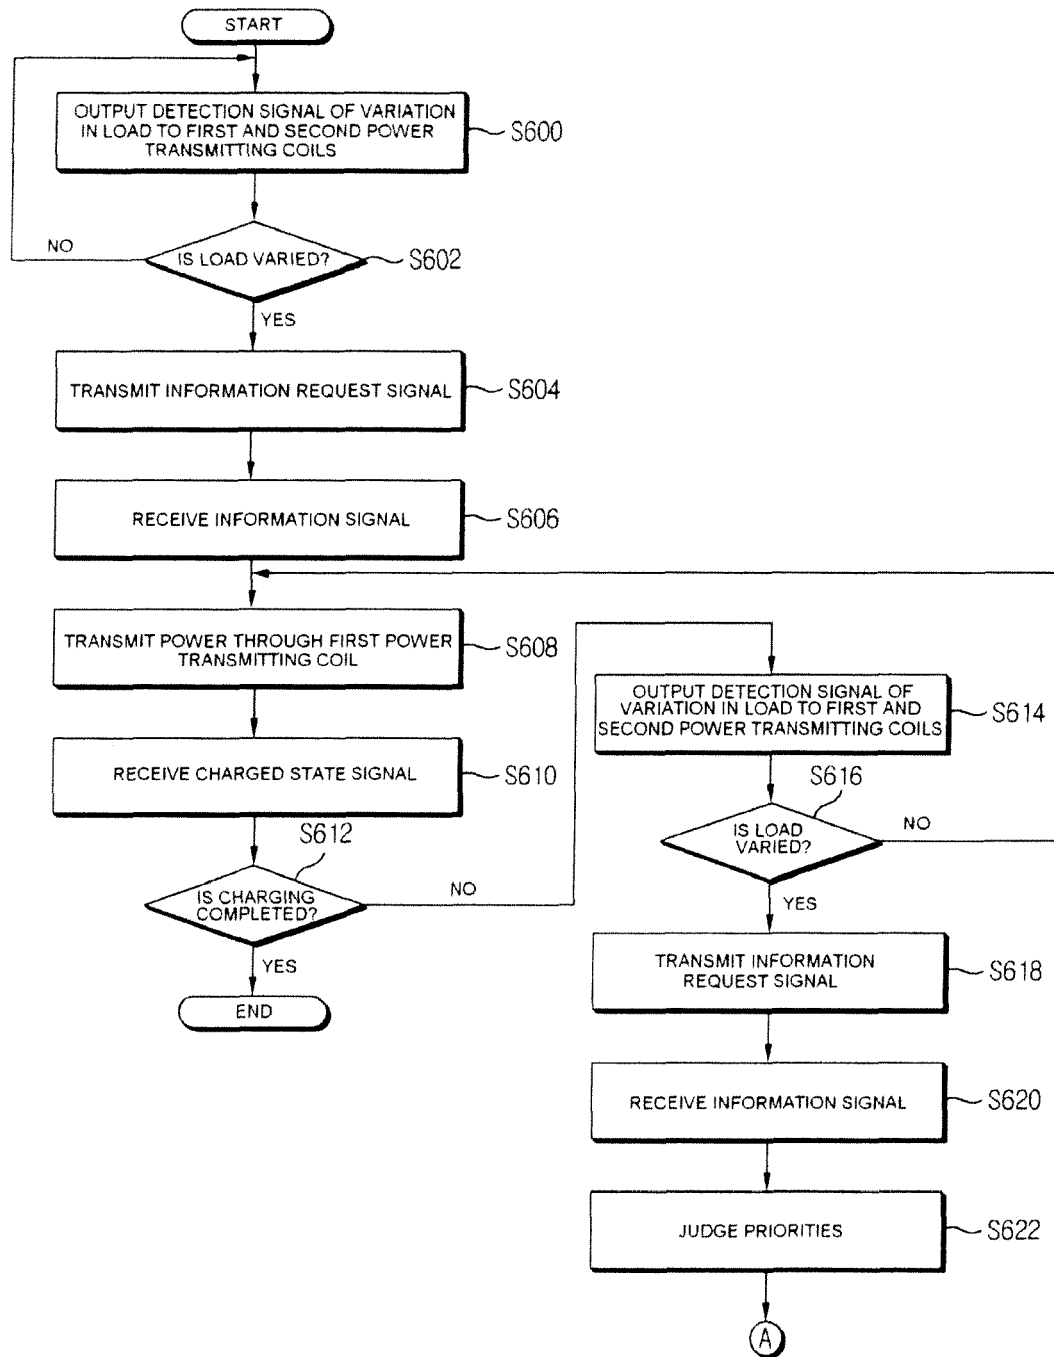 START
OUTPUT DETECTION SIGNAL OF VARIATION
IN LOAD TO FIRST AND SECOND POWER
TRANSMITTING COILS
S600
NO
IS LOAD VARIED?
S602
YES
TRANSMIT INFORMATION REQUEST SIGNAL
S604
RECEIVE INFORMATION SIGNAL
S606
TRANSMIT POWER THROUGH FIRST POWER
TRANSMITTING COIL
S608
RECEIVE CHARGED STATE SIGNAL
S610
S612
IS CHARGING
COMPLETED?
NO
YES
END
OUTPUT DETECTION SIGNAL OF
VARIATION IN LOAD TO FIRST AND
SECOND POWER TRANSMITTING COILS
S614
S616
IS LOAD
VARIED?
NO
YES
TRANSMIT INFORMATION
REQUEST SIGNAL
S618
RECEIVE INFORMATION SIGNAL
S620
JUDGE PRIORITIES
S622
A